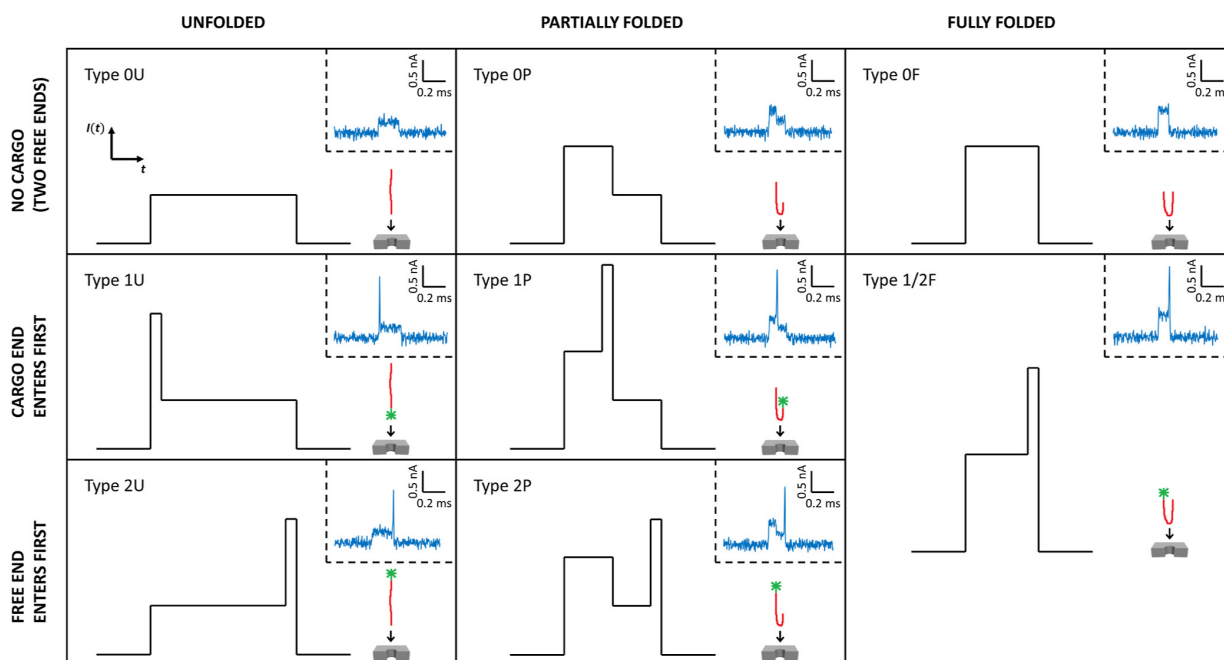 UNFOLDED
PARTIALLY FOLDED
FULLY FOLDED
NO CARGO
(TWO FREE ENDS)
Type 0U
I(t)
t
0.5 nA
0.2 ms
Type 0P
0.5 nA
0.2 ms
Type 0F
0.5 nA
0.2 ms
CARGO END
ENTERS FIRST
Type 1U
0.5 nA
0.2 ms
Type 1P
0.5 nA
0.2 ms
Type 1/2F
0.5 nA
0.2 ms
FREE END
ENTERS FIRST
Type 2U
0.5 nA
0.2 ms
Type 2P
0.5 nA
0.2 ms